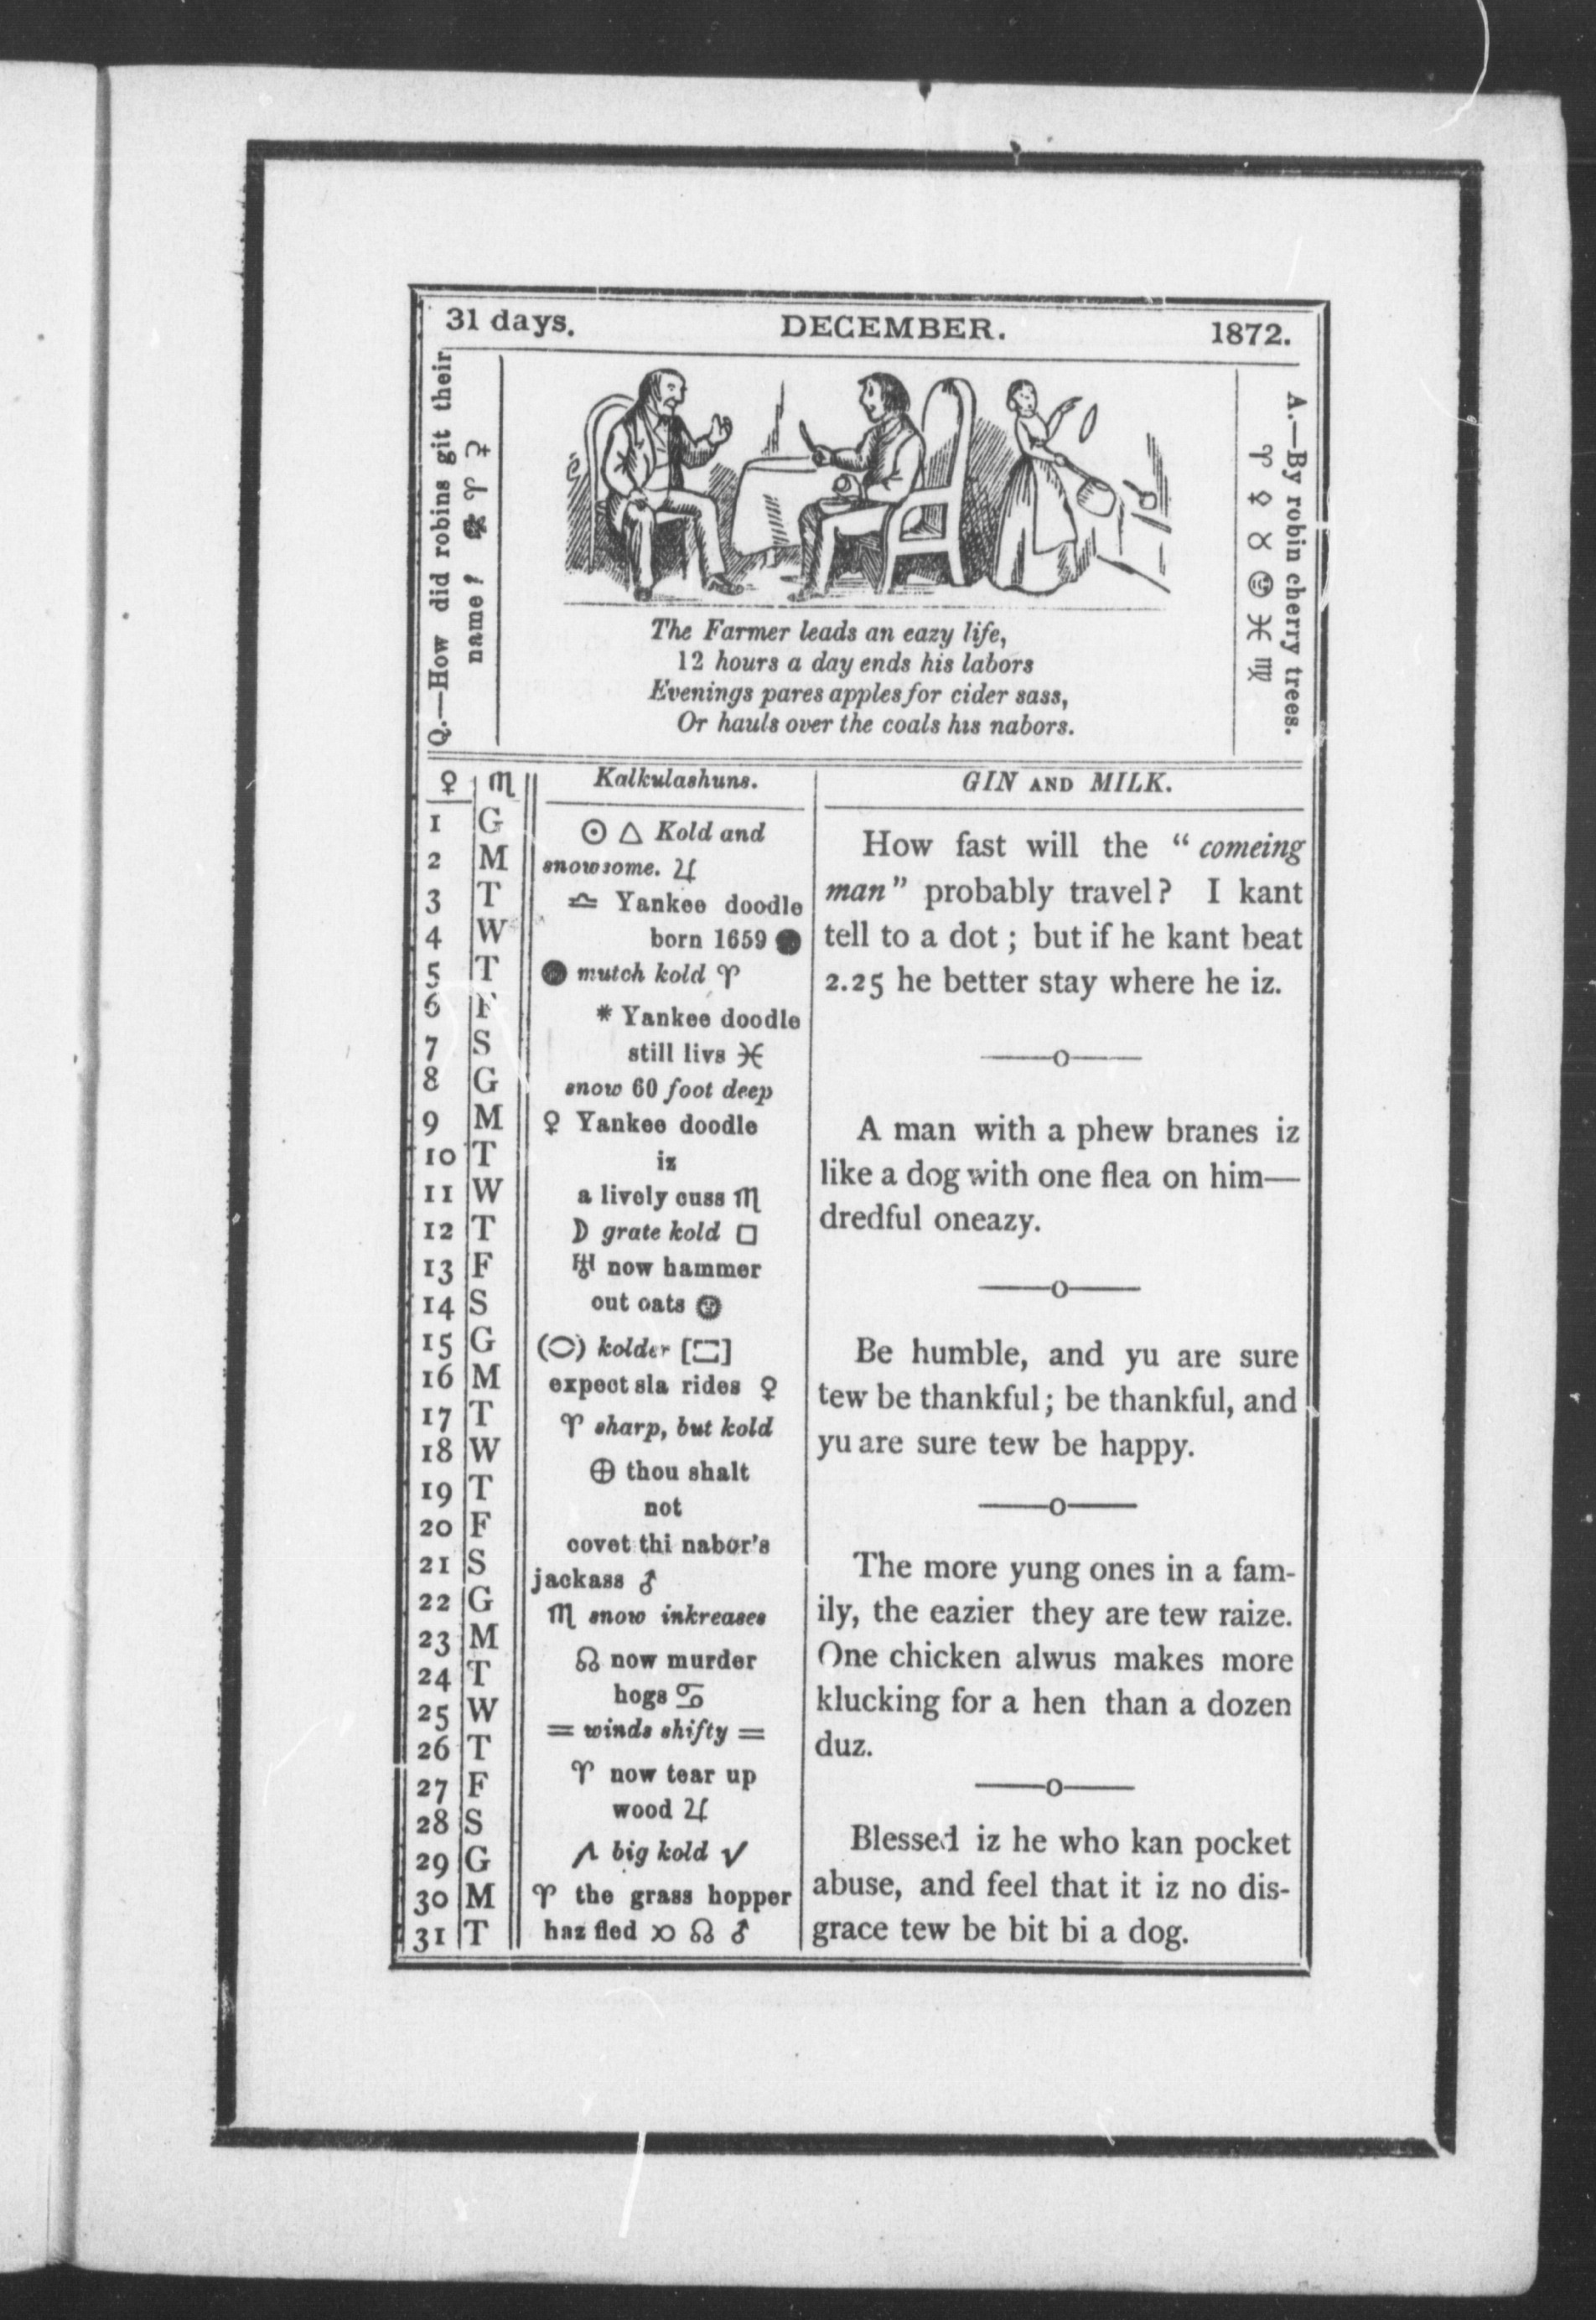 31 days. DECEMBER. 1872.
Q.—How did robins git their
name? ☿ ♈ ⚳
The Farmer leads an eazy life,
12 hours a day ends his labors
Evenings pares apples for cider sass,
Or hauls over the coals his nabors.
A.—By robin cherry trees.
♀ ♏
1 G
2 M
3 T
4 W
5 T
6 F
7 S
8 G
9 M
10 T
11 W
12 T
13 F
14 S
15 G
16 M
17 T
18 W
19 T
20 F
21 S
22 G
23 M
24 T
25 W
26 T
27 F
28 S
29 G
30 M
31 T
Kalkulashuns.
☉ △ Kold and
snowsome. ♃
♎ Yankee doodle
born 1659 ●
● mutch kold ♈
* Yankee doodle
still livs ♓
snow 60 foot deep
♀ Yankee doodle
iz
a lively cuss ♏
☽ grate kold □
♅ now hammer
out oats
kolder
expect sla rides ♀
♈ sharp, but kold
⊕ thou shalt
not
covet thi nabor's
jackass ♂
♏ snow inkreases
☊ now murder
hogs ♋
= winds shifty =
♈ now tear up
wood ♃
big kold
♈ the grass hopper
haz fled ☊ ♂
GIN AND MILK.
How fast will the "comeing
man" probably travel? I kant
tell to a dot; but if he kant beat
2.25 he better stay where he iz.
A man with a phew branes iz
like a dog with one flea on him—
dredful oneazy.
Be humble, and yu are sure
tew be thankful; be thankful, and
yu are sure tew be happy.
The more yung ones in a fam-
ily, the eazier they are tew raize.
One chicken alwus makes more
klucking for a hen than a dozen
duz.
Blessed iz he who kan pocket
abuse, and feel that it iz no dis-
grace tew be bit bi a dog.